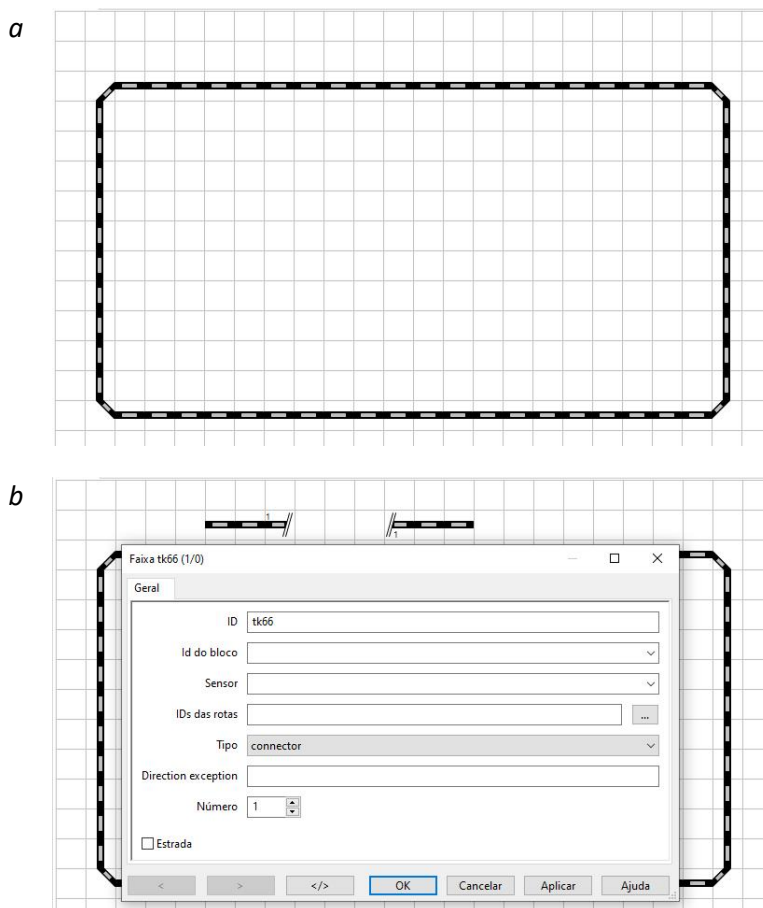 a
b
1
1
Faixa tk66 (1/0)
Geral
ID tk66
Id do bloco
Sensor
IDs das rotas ...
Tipo connector
Direction exception
Número 1
Estrada
< > </> OK Cancelar Aplicar Ajuda